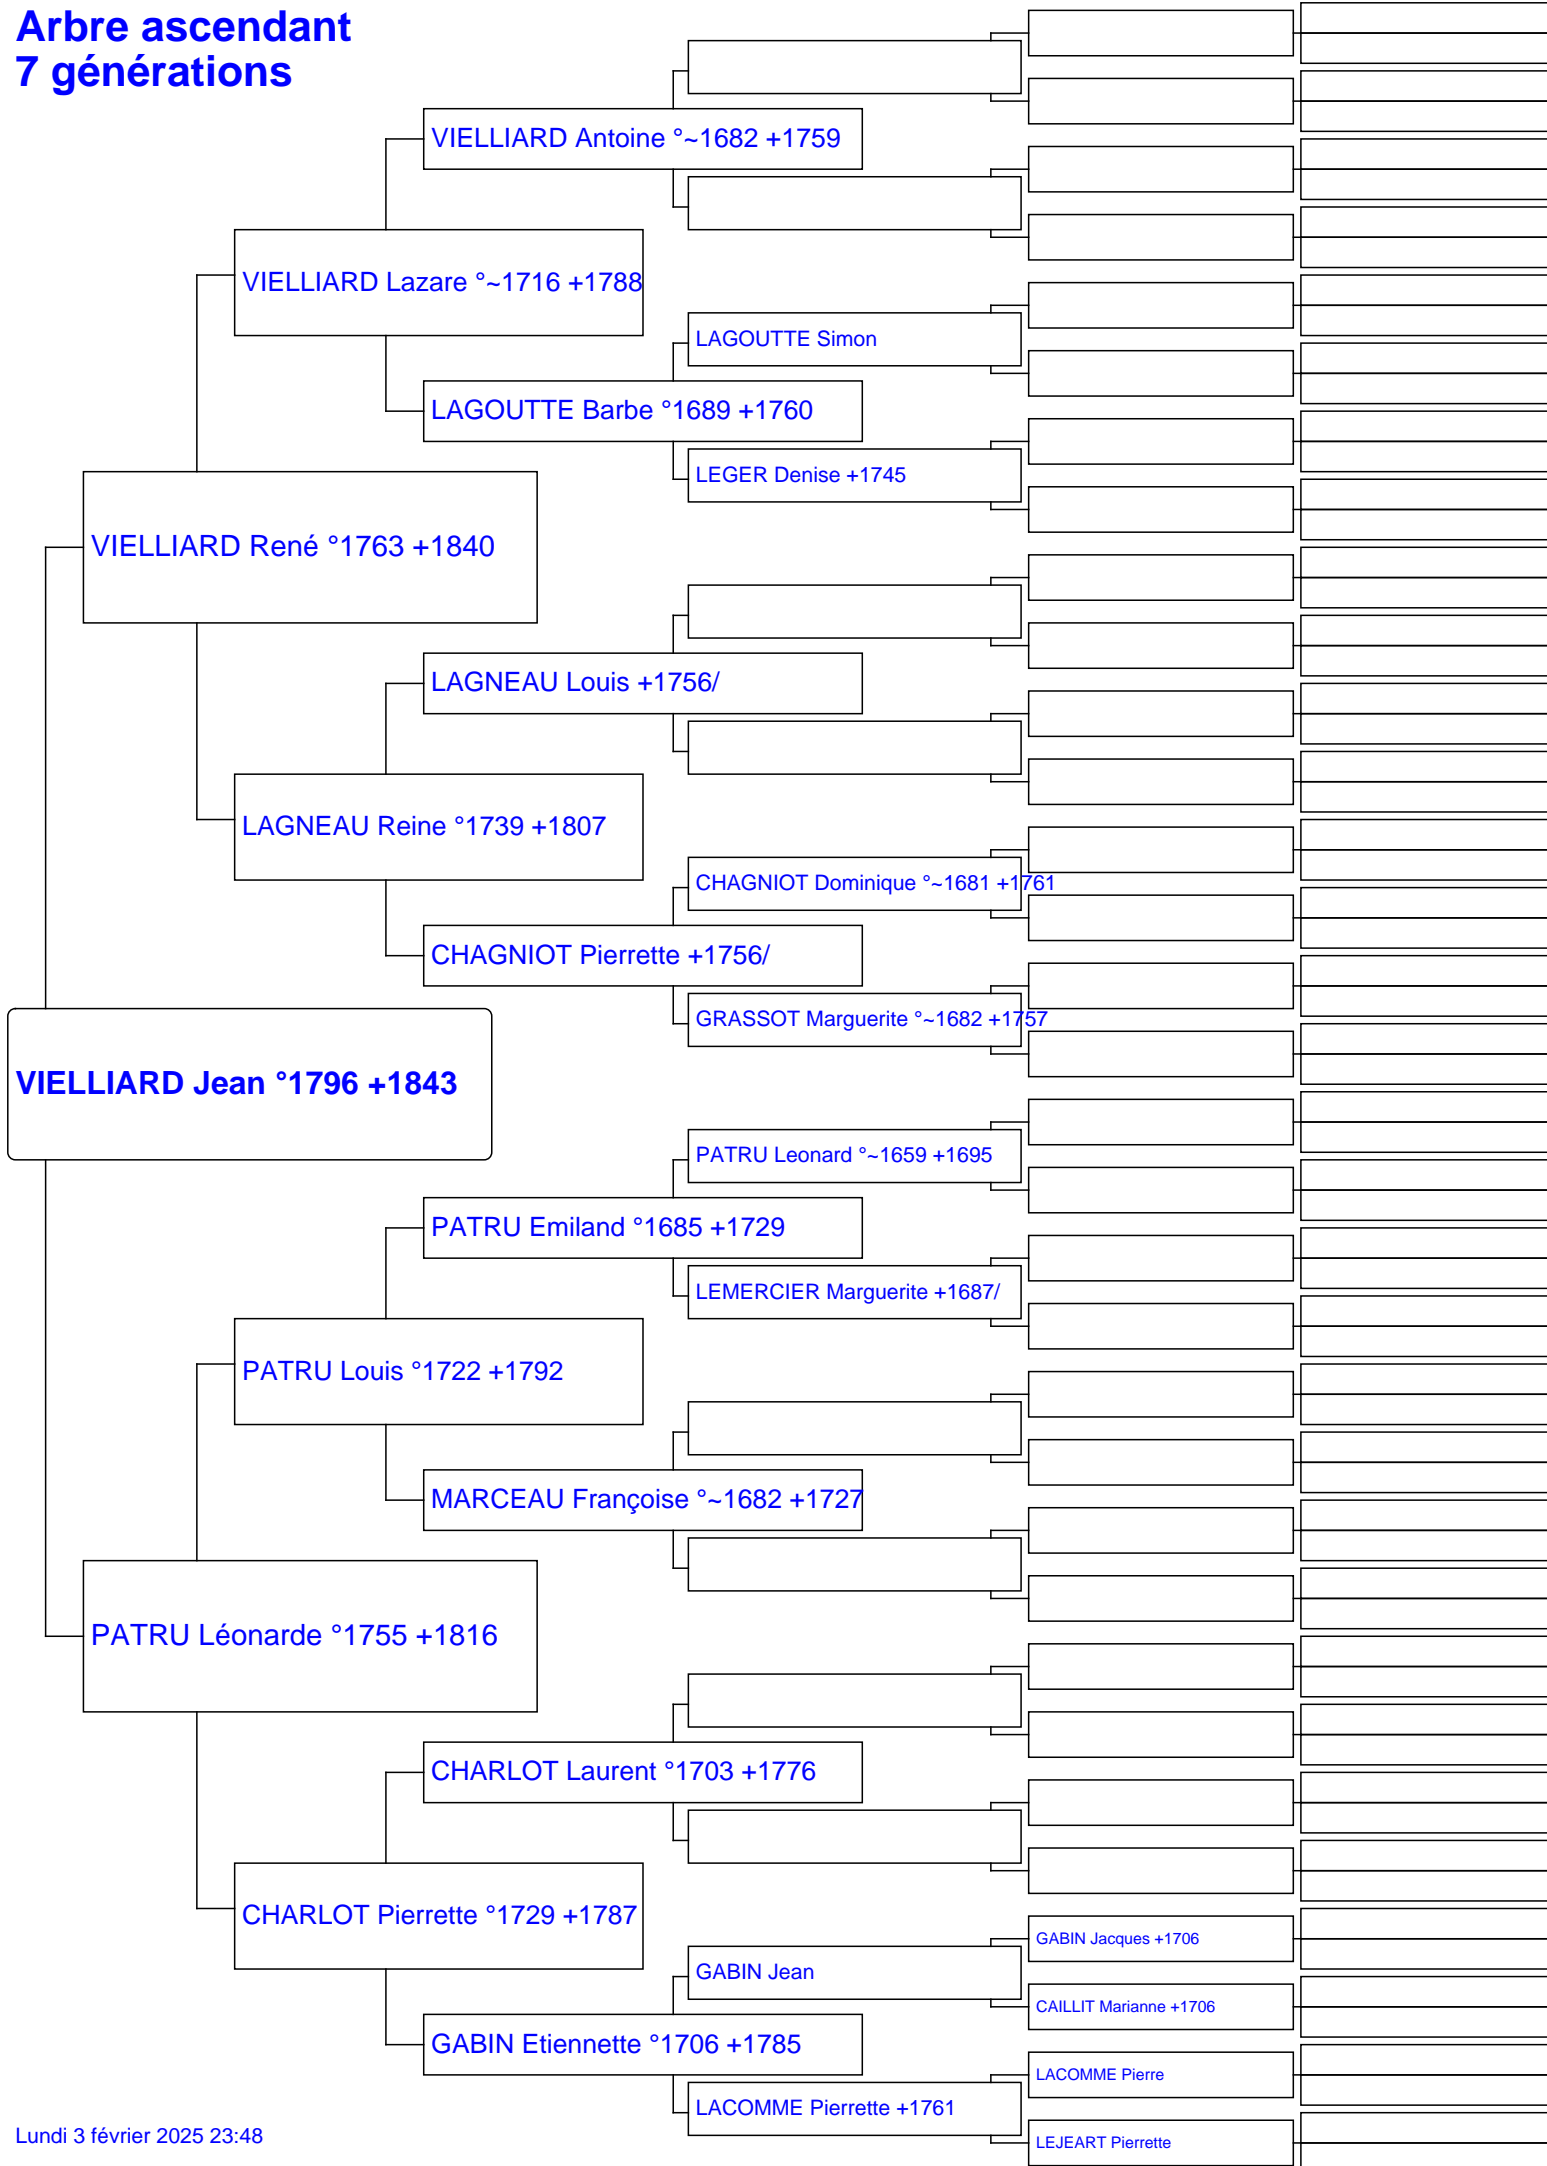 Arbre ascendant
7 générations
VIELLIARD Antoine °~1682 +1759
VIELLIARD Lazare °~1716 +1788
LAGOUTTE Simon
LAGOUTTE Barbe °1689 +1760
LEGER Denise +1745
VIELLIARD René °1763 +1840
LAGNEAU Louis +1756/
LAGNEAU Reine °1739 +1807
CHAGNIOT Dominique °~1681 +1761
CHAGNIOT Pierrette +1756/
GRASSOT Marguerite °~1682 +1757
VIELLIARD Jean °1796 +1843
PATRU Leonard °~1659 +1695
PATRU Emiland °1685 +1729
LEMERCIER Marguerite +1687/
PATRU Louis °1722 +1792
MARCEAU Françoise °~1682 +1727
PATRU Léonarde °1755 +1816
CHARLOT Laurent °1703 +1776
CHARLOT Pierrette °1729 +1787
GABIN Jacques +1706
GABIN Jean
CAILLIT Marianne +1706
GABIN Etiennette °1706 +1785
LACOMME Pierre
LACOMME Pierrette +1761
LEJEART Pierrette
Lundi 3 février 2025 23:48